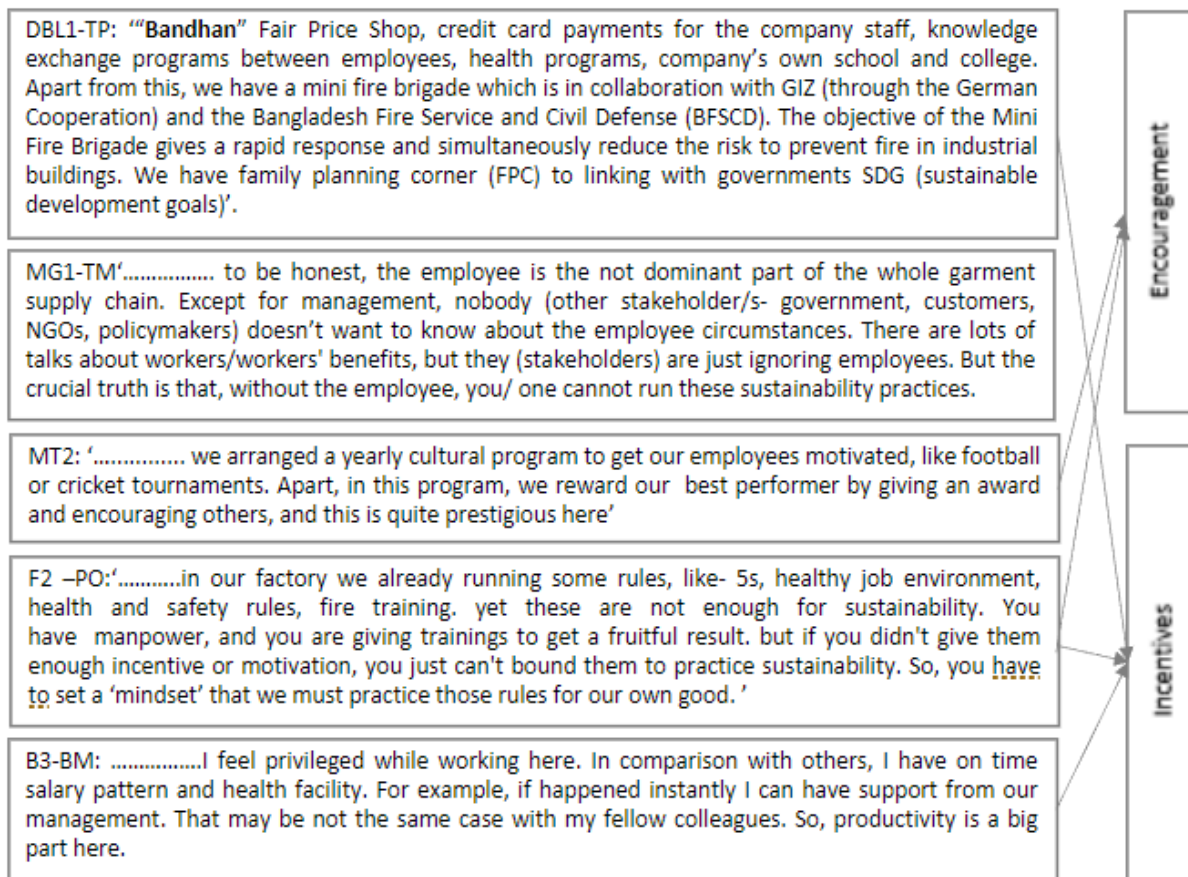 DBL1-TP: ‘“Bandhan” Fair Price Shop, credit card payments for the company staff, knowledge
exchange programs between employees, health programs, company’s own school and college.
Apart from this, we have a mini fire brigade which is in collaboration with GIZ (through the German
Cooperation) and the Bangladesh Fire Service and Civil Defense (BFSCD). The objective of the Mini
Fire Brigade gives a rapid response and simultaneously reduce the risk to prevent fire in industrial
buildings. We have family planning corner (FPC) to linking with governments SDG (sustainable
development goals)’.
MG1-TM‘................ to be honest, the employee is the not dominant part of the whole garment
supply chain. Except for management, nobody (other stakeholder/s- government, customers,
NGOs, policymakers) doesn’t want to know about the employee circumstances. There are lots of
talks about workers/workers' benefits, but they (stakeholders) are just ignoring employees. But the
crucial truth is that, without the employee, you/ one cannot run these sustainability practices.
MT2: ‘................ we arranged a yearly cultural program to get our employees motivated, like football
or cricket tournaments. Apart, in this program, we reward our best performer by giving an award
and encouraging others, and this is quite prestigious here’
F2 –PO:‘...........in our factory we already running some rules, like- 5s, healthy job environment,
health and safety rules, fire training. yet these are not enough for sustainability. You
have manpower, and you are giving trainings to get a fruitful result. but if you didn't give them
enough incentive or motivation, you just can't bound them to practice sustainability. So, you have
to set a ‘mindset’ that we must practice those rules for our own good. ’
B3-BM: ................I feel privileged while working here. In comparison with others, I have on time
salary pattern and health facility. For example, if happened instantly I can have support from our
management. That may be not the same case with my fellow colleagues. So, productivity is a big
part here.
Encouragement
Incentives